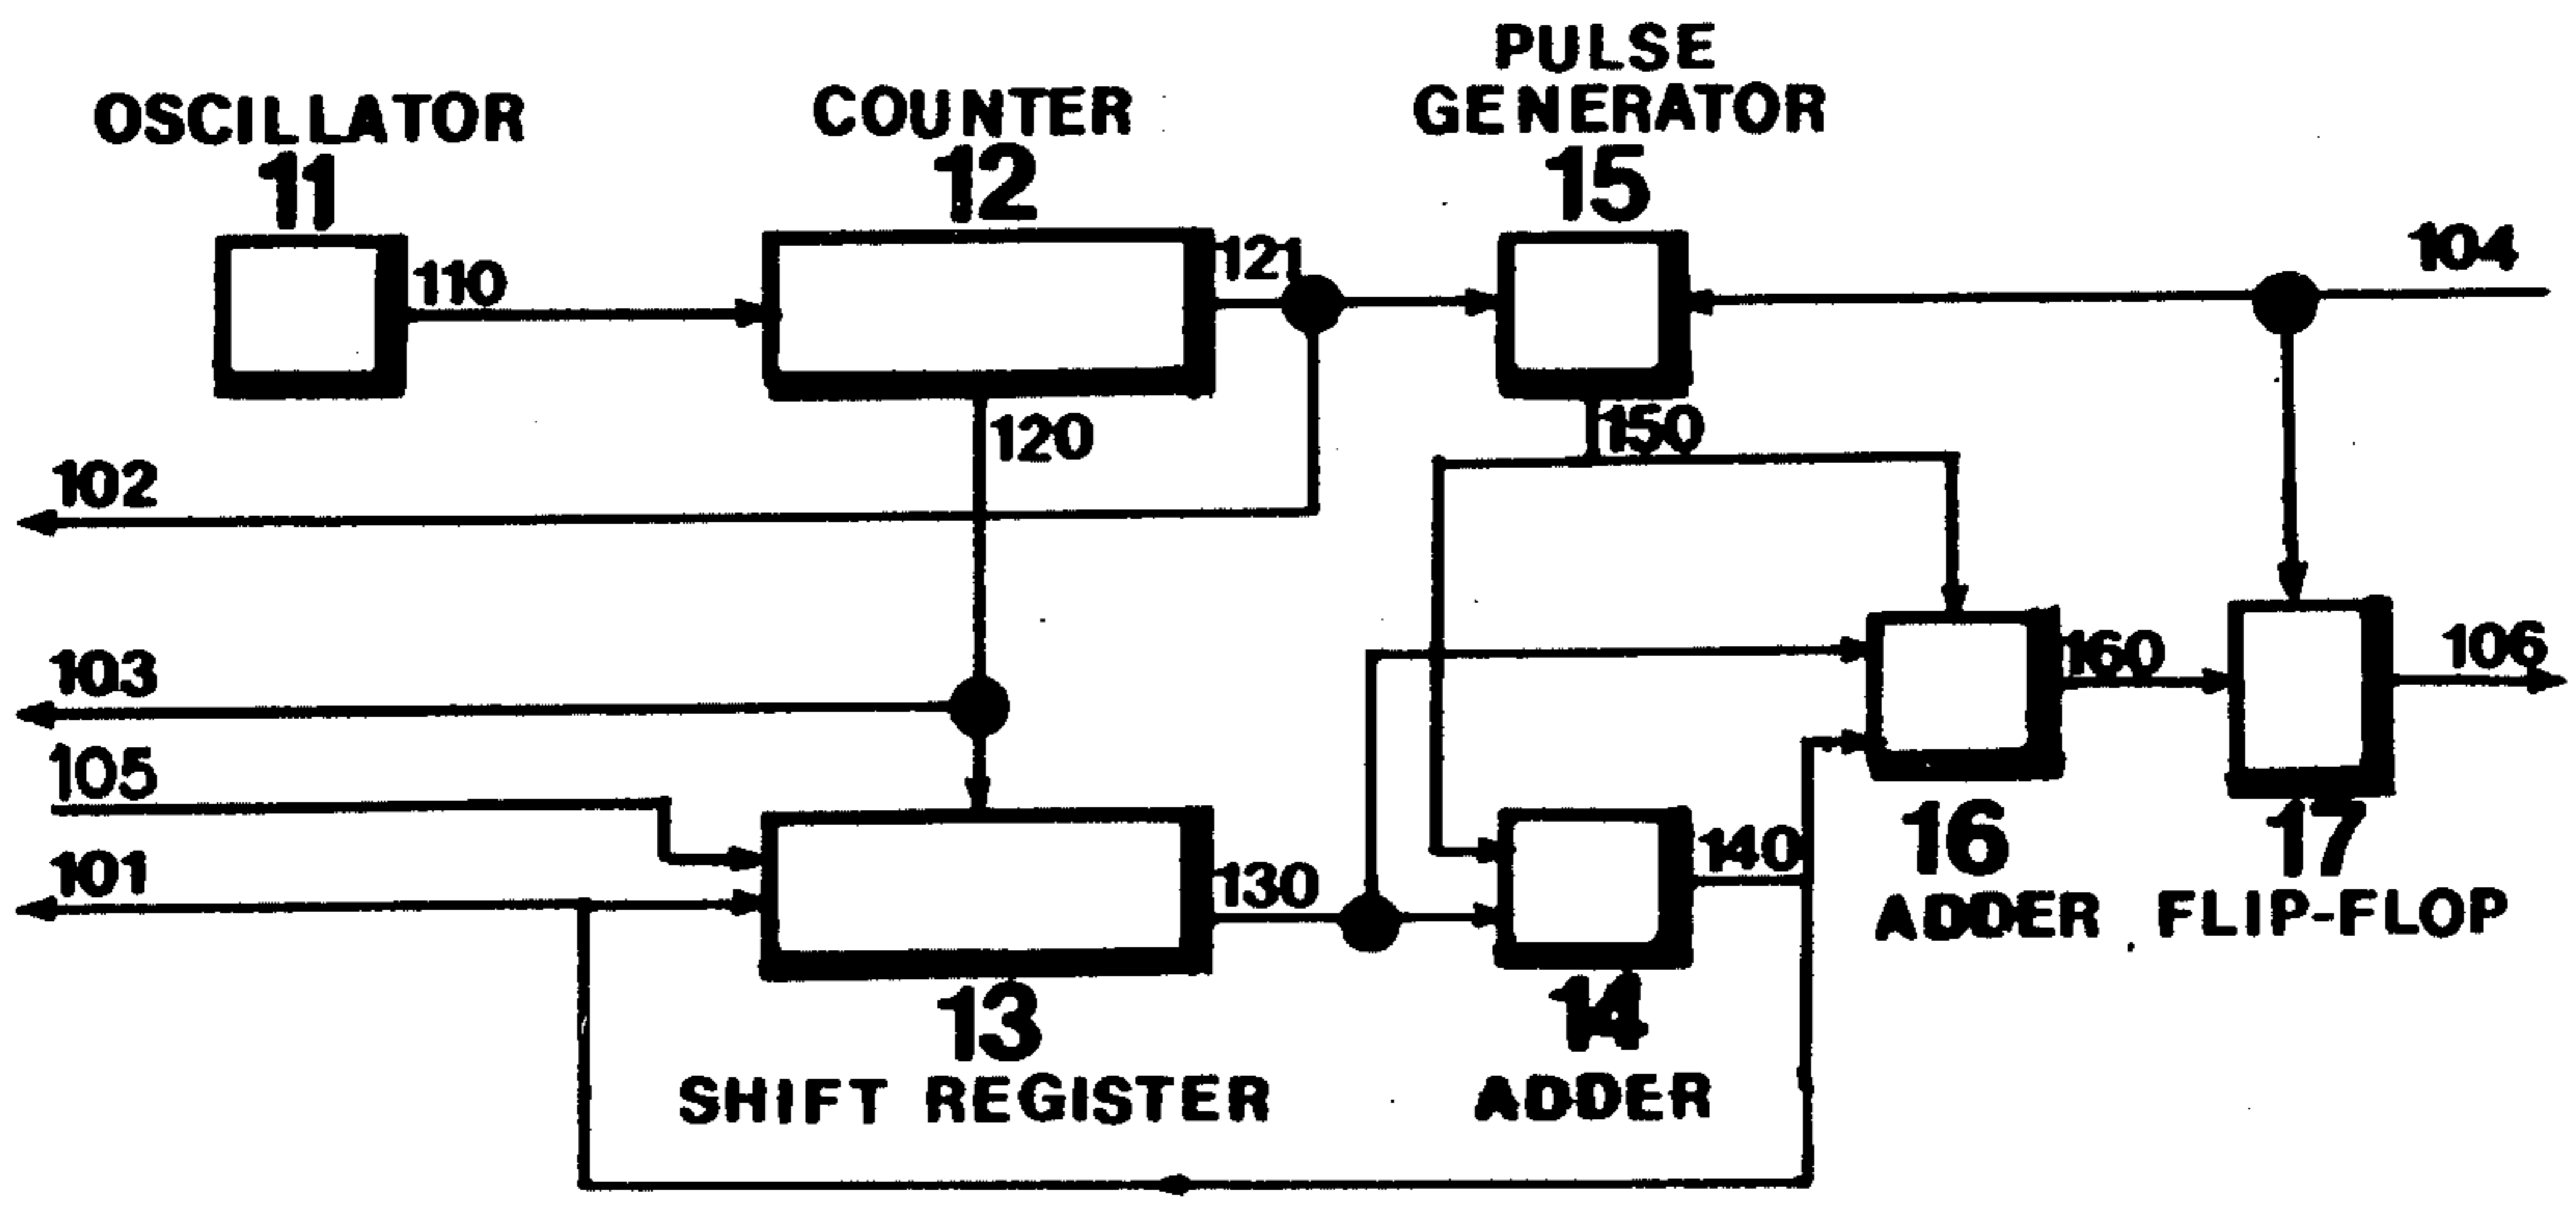 PULSE
OSCILLATOR COUNTER GENERATOR
11 12 15
110 121 104
120 150
102
103 160 106
105
101 130 140 16 17
ADDER FLIP-FLOP
13 14
SHIFT REGISTER ADDER